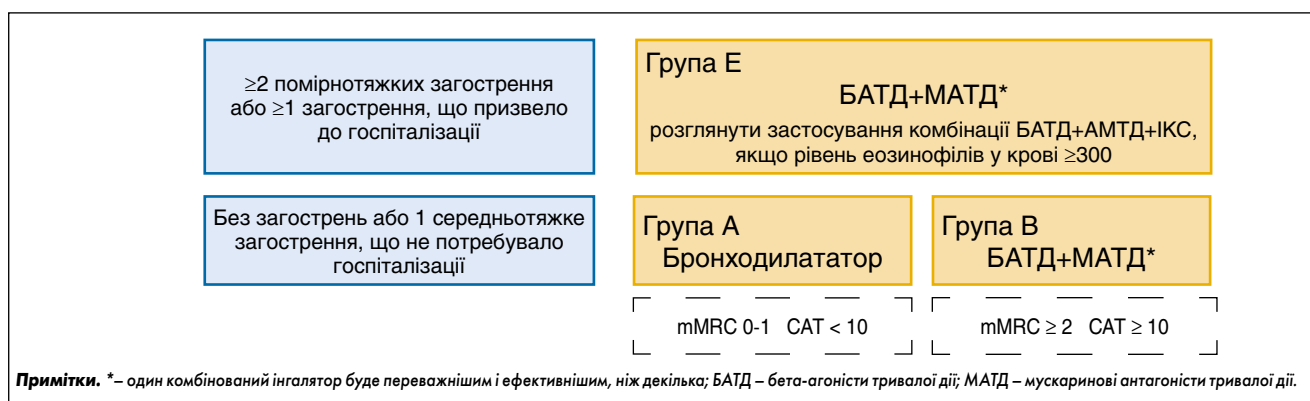 ≥2 помірнотяжких загострення
або ≥1 загострення, що призвело
до госпіталізації
Група E
БАТД+МАТД*
розглянути застосування комбінації БАТД+АМТД+ІКС,
якщо рівень еозинофілів у крові ≥300
Без загострень або 1 середньотяжке
загострення, що не потребувало
госпіталізації
Група A
Бронходилататор
Група B
БАТД+МАТД*
mMRC 0-1 CAT < 10
mMRC ≥ 2 CAT ≥ 10
Примітки. *– один комбінований інгалятор буде переважнішим і ефективнішим, ніж декілька; БАТД – бета-агоністи тривалої дії; МАТД – мускаринові антагоністи тривалої дії.